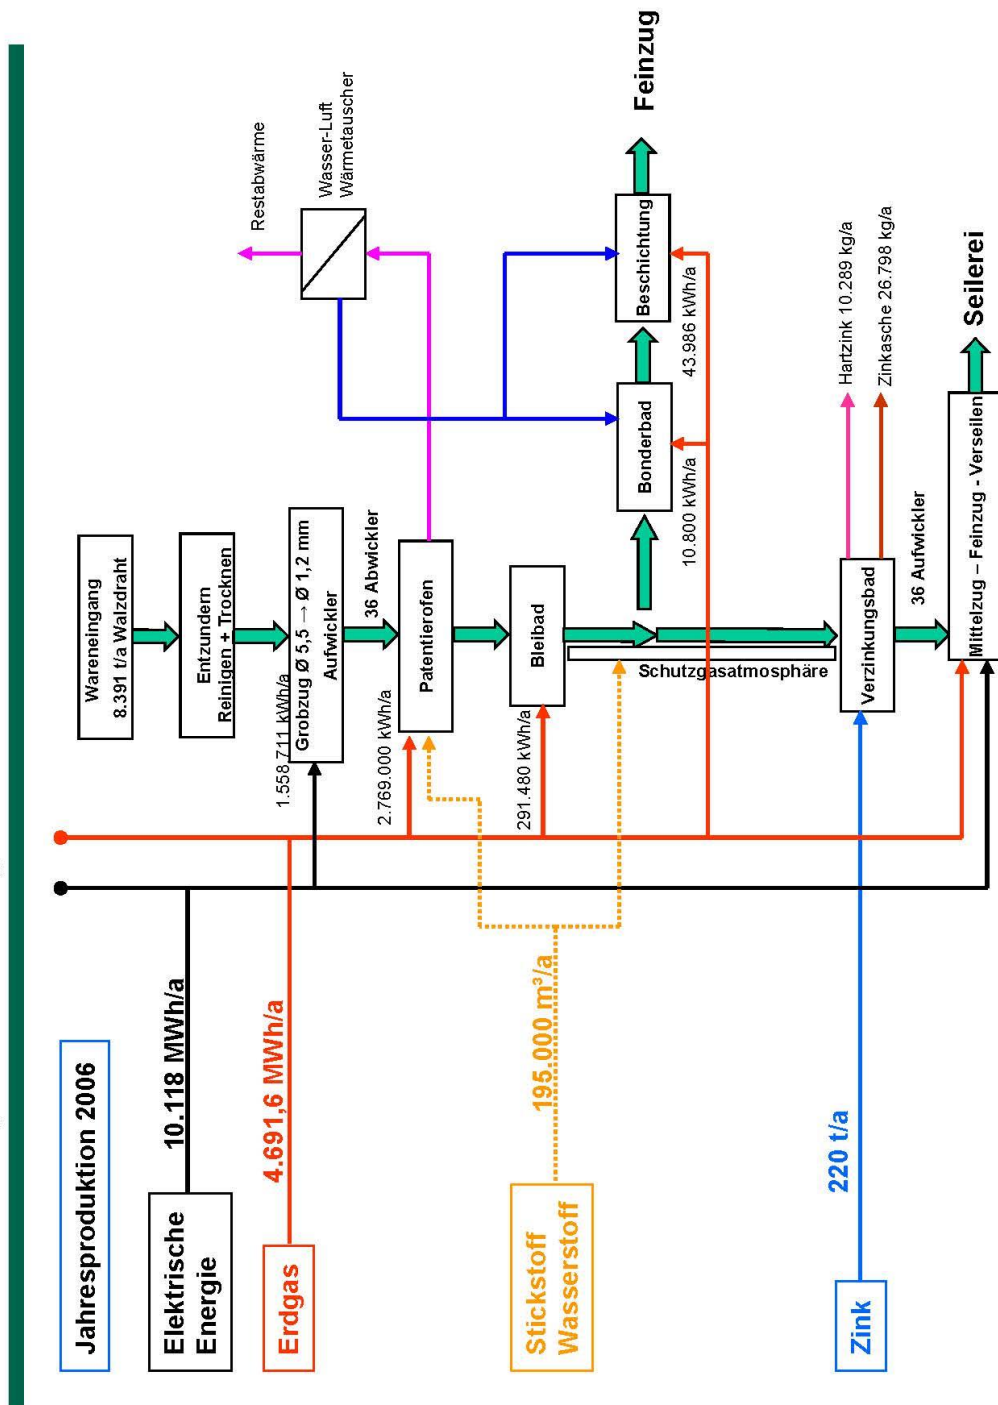 Jahresproduktion 2006
Elektrische
Energie
10.118 MWh/a
Erdgas
4.691,6 MWh/a
Stickstoff
Wasserstoff
195.000 m³/a
Zink
220 t/a
Wareneingang
8.391 t/a Walzdraht
Entzundern
Reinigen + Trocknen
1.558.711 kWh/a
Grobzug Ø 5,5 → Ø 1,2 mm
Aufwickler
36 Abwickler
2.769.000 kWh/a
Patentierofen
291.480 kWh/a
Bleibad
Schutzgasatmosphäre
Verzinkungsbad
36 Aufwickler
Mittelzug – Feinzug - Verseilen
Seilerei
Hartzink 10.289 kg/a
Zinkasche 26.798 kg/a
10.800 kWh/a
Bonderbad
43.986 kWh/a
Beschichtung
Feinzug
Restabwärme
Wasser-Luft
Wärmetauscher